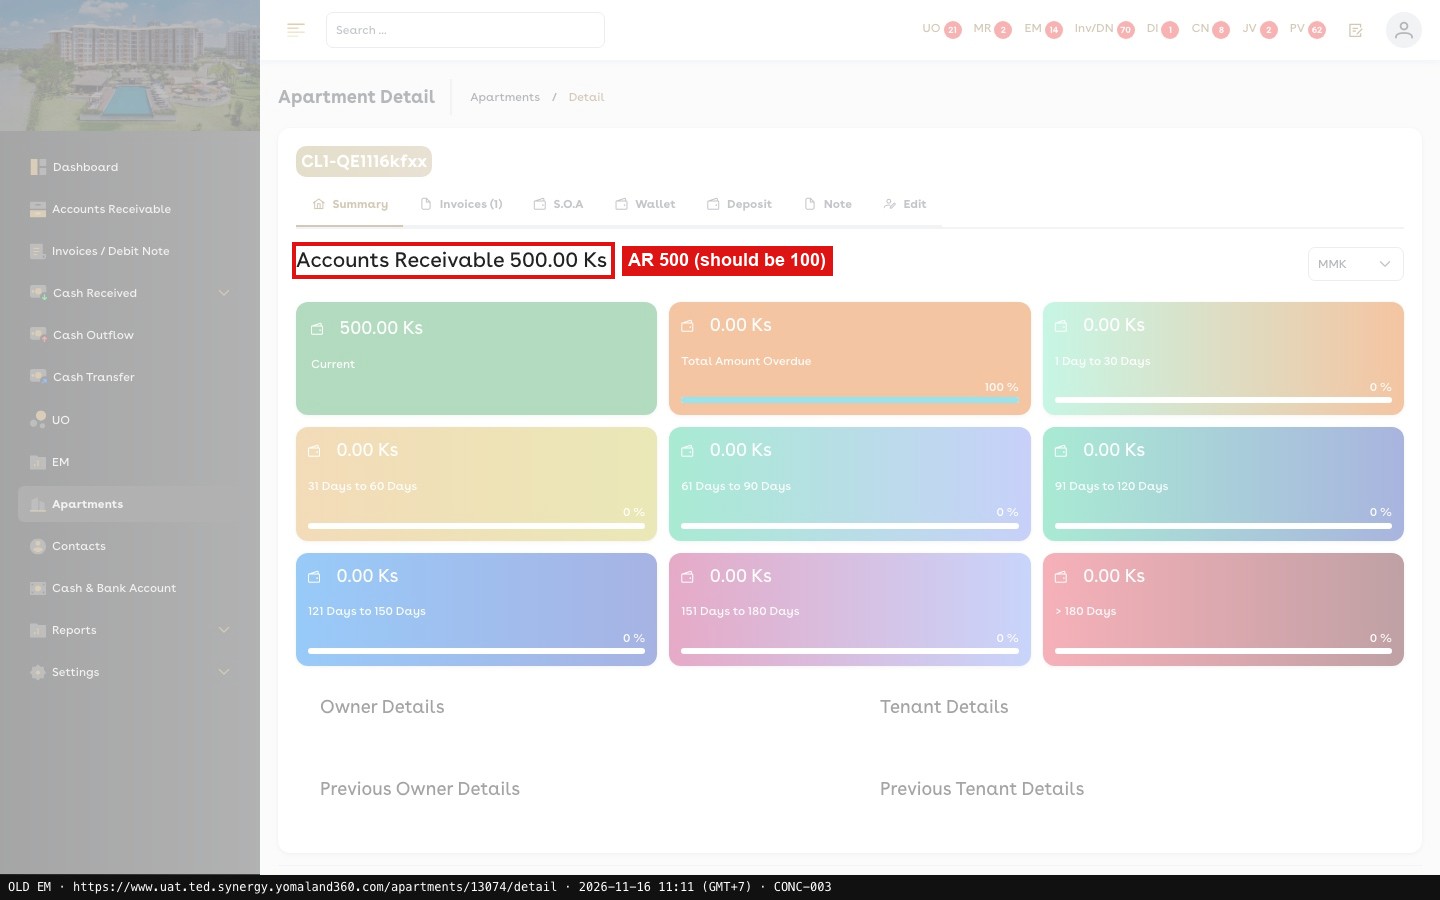 Search ...
UO 21 MR 2 EM 14 Inv/DN 70 DI 1 CN 8 JV 2 PV 62
Dashboard
Accounts Receivable
Invoices / Debit Note
Cash Received
Cash Outflow
Cash Transfer
UO
EM
Apartments
Contacts
Cash & Bank Account
Reports
Settings
Apartment Detail
Apartments / Detail
CL1-QE1116kfxx
Summary Invoices (1) S.O.A Wallet Deposit Note Edit
Accounts Receivable 500.00 Ks AR 500 (should be 100)
MMK
500.00 Ks
Current
0.00 Ks
Total Amount Overdue
100 %
0.00 Ks
1 Day to 30 Days
0 %
0.00 Ks
31 Days to 60 Days
0 %
0.00 Ks
61 Days to 90 Days
0 %
0.00 Ks
91 Days to 120 Days
0 %
0.00 Ks
121 Days to 150 Days
0 %
0.00 Ks
151 Days to 180 Days
0 %
0.00 Ks
> 180 Days
0 %
Owner Details
Tenant Details
Previous Owner Details
Previous Tenant Details
OLD EM · https://www.uat.ted.synergy.yomaland360.com/apartments/13074/detail · 2026-11-16 11:11 (GMT+7) · CONC-003